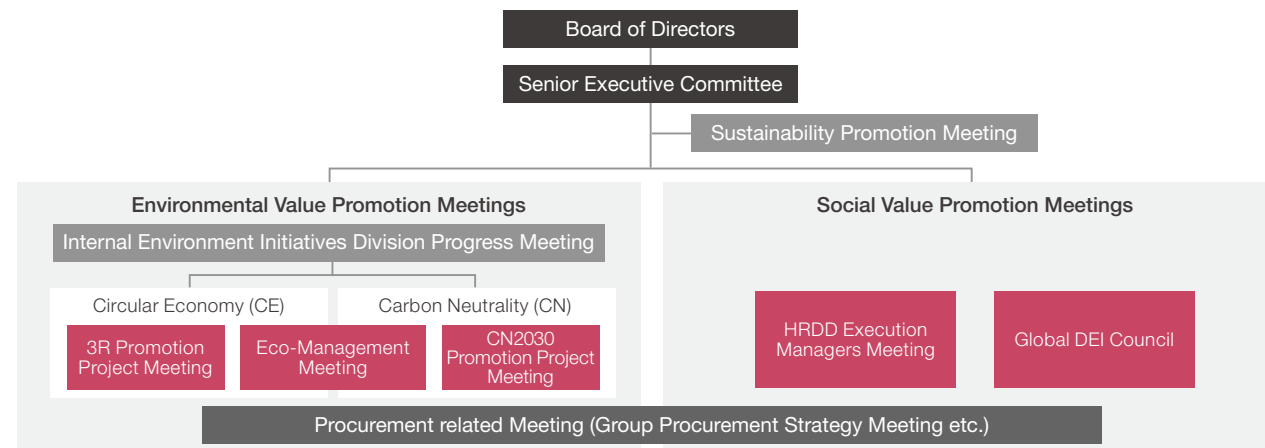 Board of Directors
Senior Executive Committee
Sustainability Promotion Meeting
Environmental Value Promotion Meetings
Internal Environment Initiatives Division Progress Meeting
Circular Economy (CE)
Carbon Neutrality (CN)
3R Promotion
Project Meeting
Eco-Management
Meeting
CN2030
Promotion Project
Meeting
Social Value Promotion Meetings
HRDD Execution
Managers Meeting
Global DEI Council
Procurement related Meeting (Group Procurement Strategy Meeting etc.)